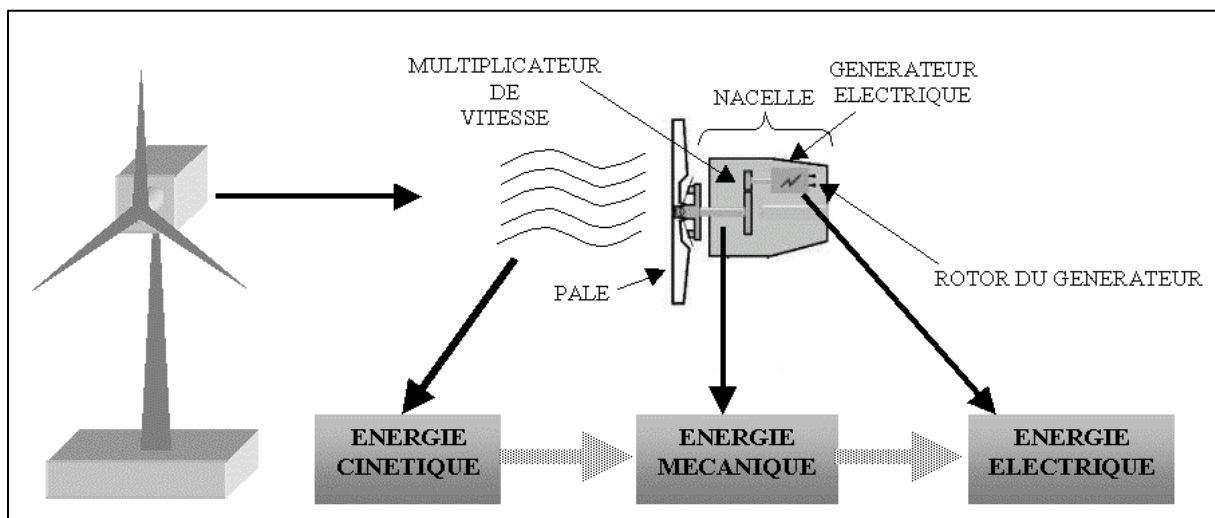 MULTIPLICATEUR
DE
VITESSE
NACELLE
GENERATEUR
ELECTRIQUE
PALE
ROTOR DU GENERATEUR
ENERGIE
CINETIQUE
ENERGIE
MECANIQUE
ENERGIE
ELECTRIQUE